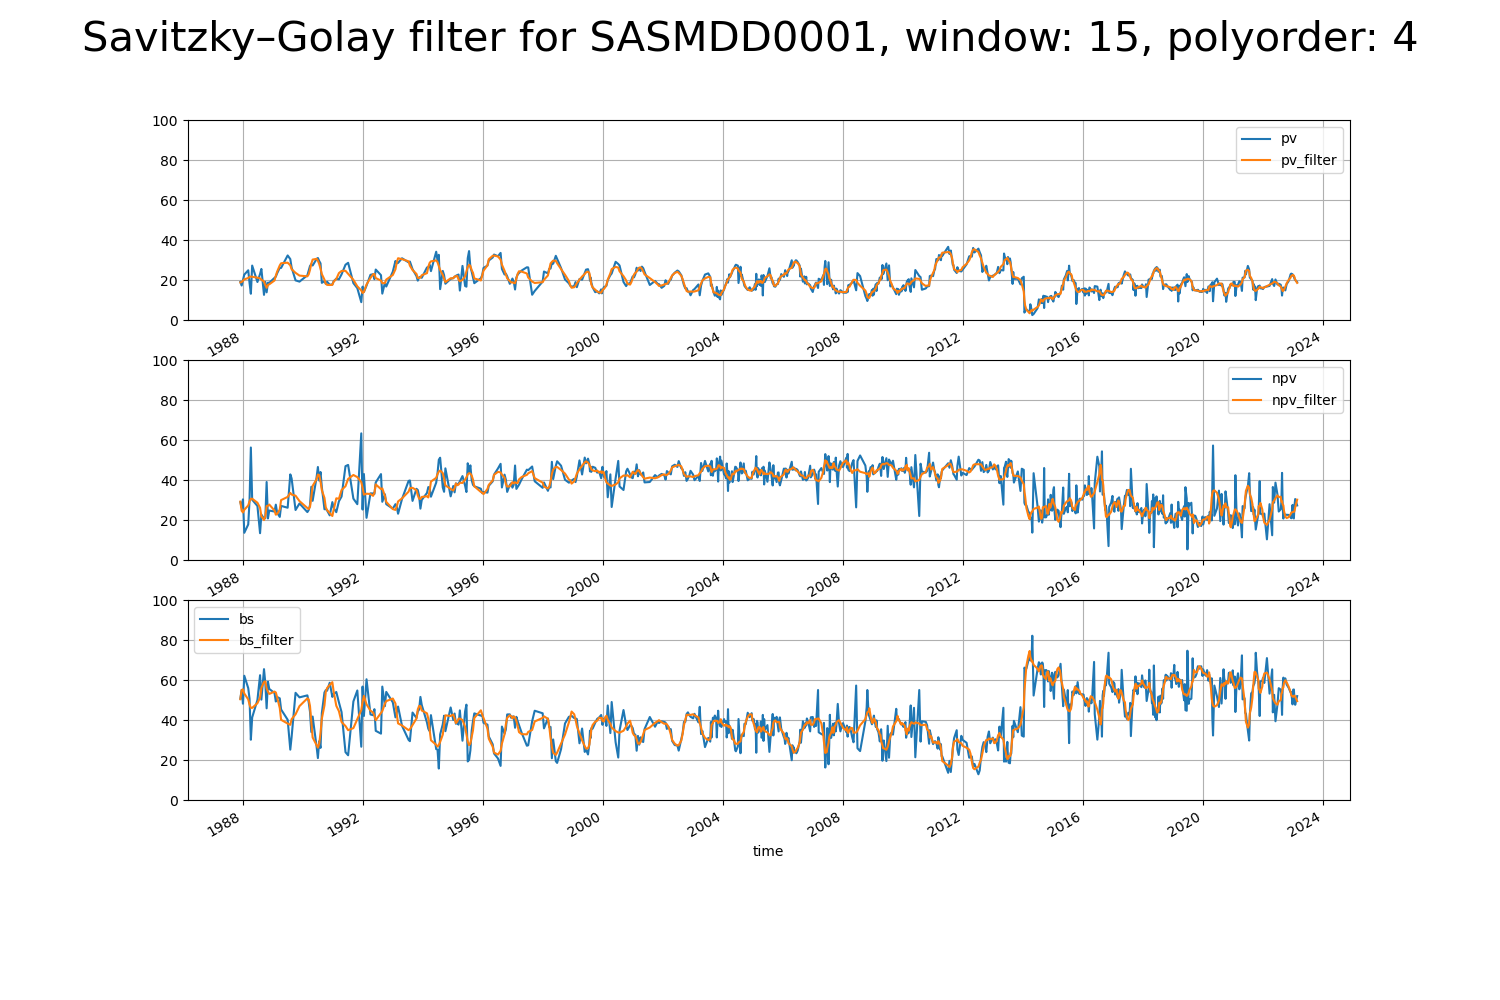 Savitzky–Golay filter for SASMDD0001, window: 15, polyorder: 4
100
80
60
40
20
0
pv
pv_filter
1988 1992 1996 2000 2004 2008 2012 2016 2020 2024
100
80
60
40
20
0
npv
npv_filter
1988 1992 1996 2000 2004 2008 2012 2016 2020 2024
100
80
60
40
20
0
bs
bs_filter
1988 1992 1996 2000 2004 2008 2012 2016 2020 2024
time